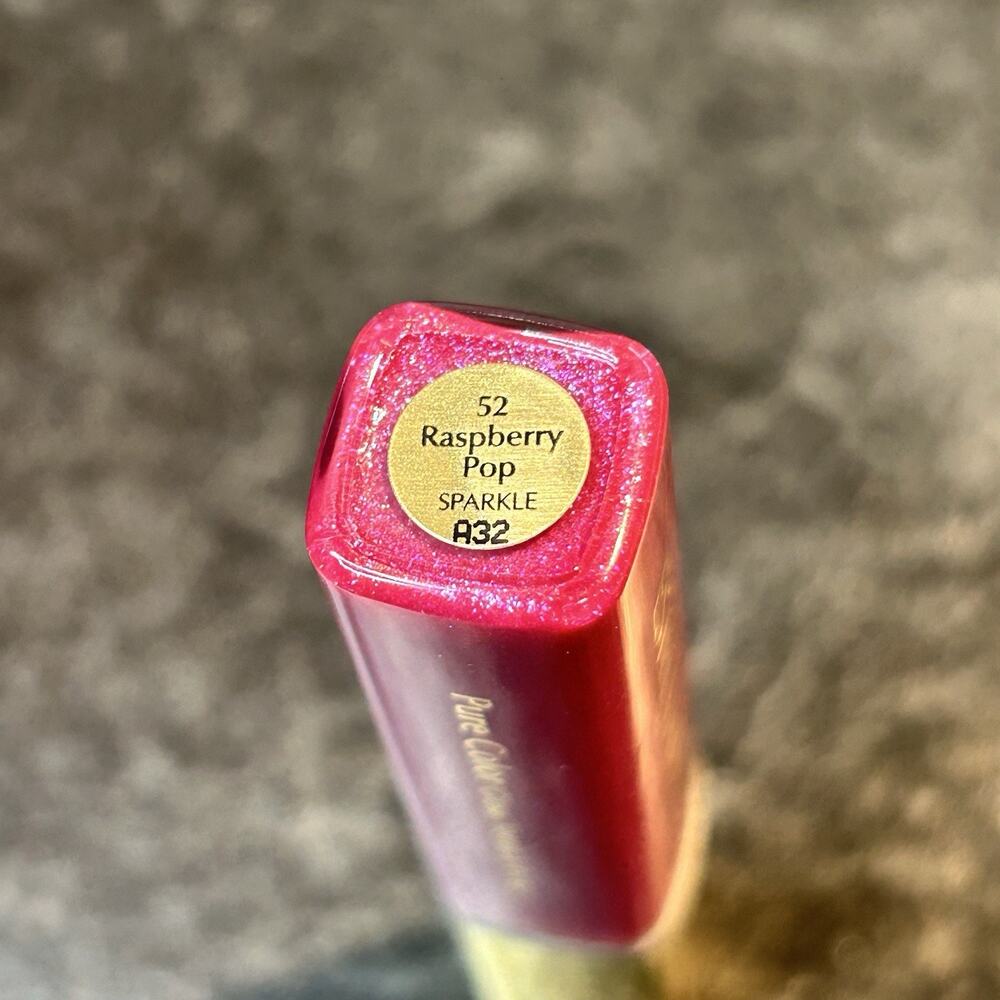 52
Raspberry
Pop
SPARKLE
A32
Pure Color